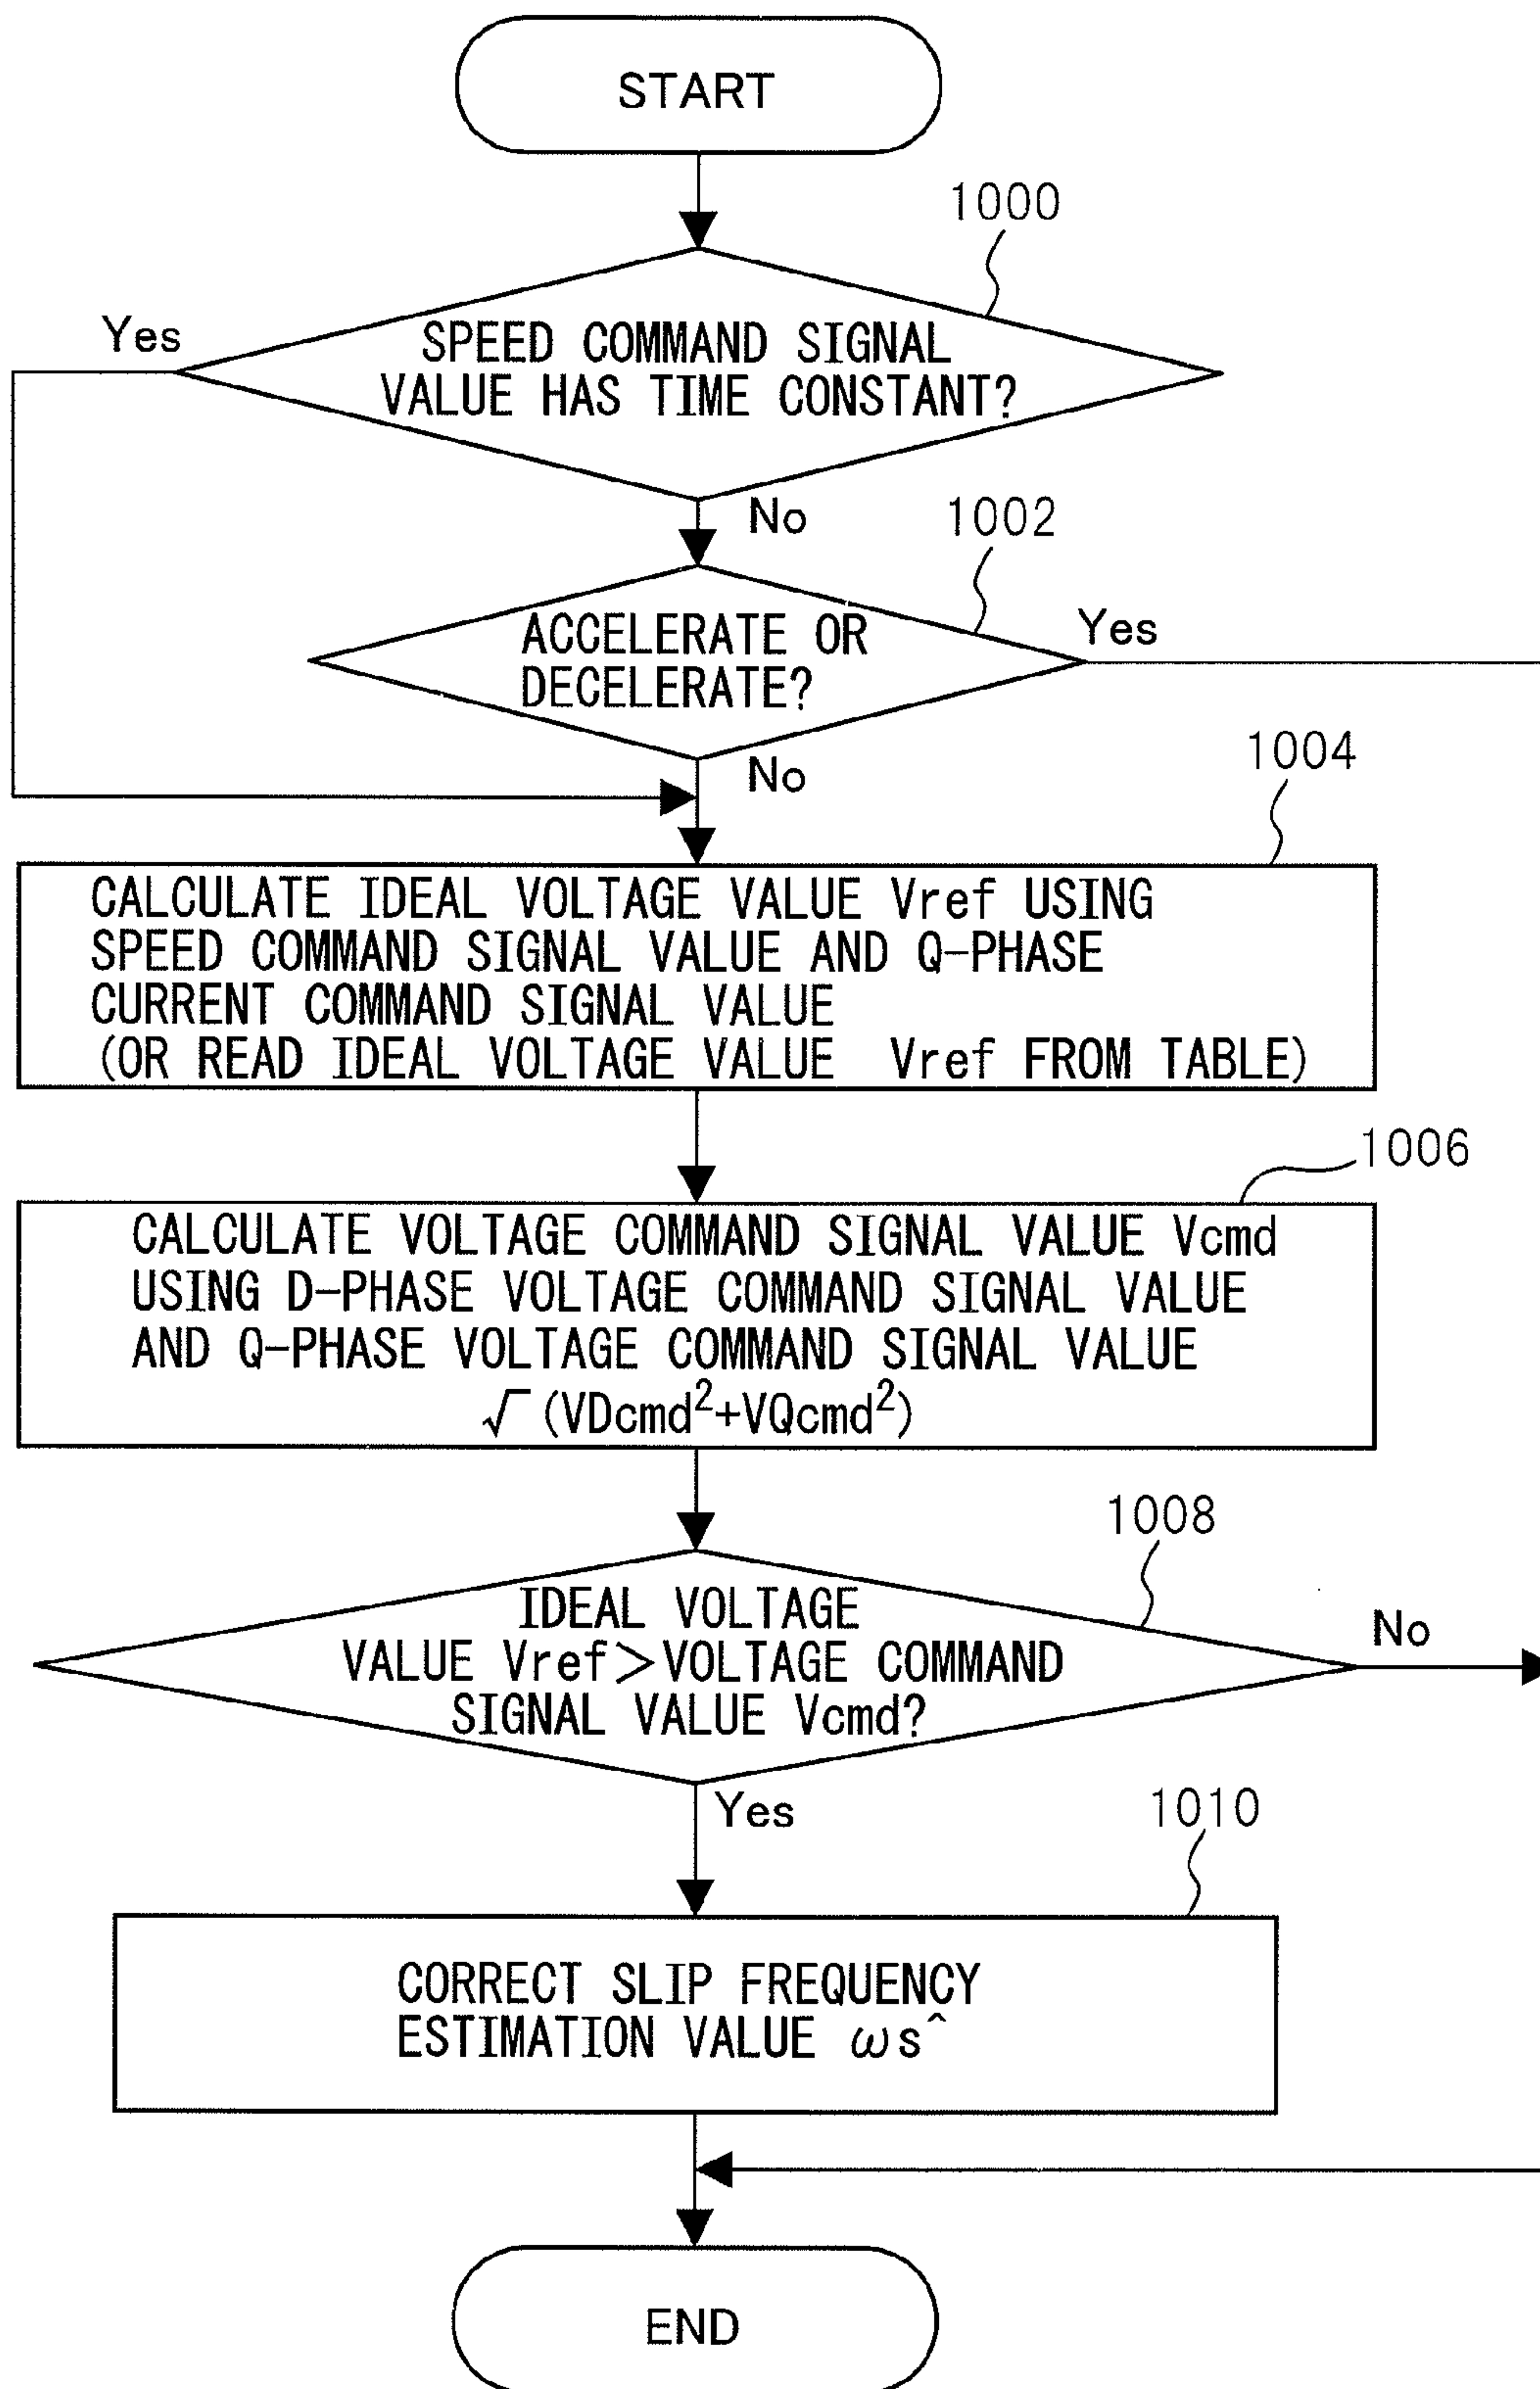 START
1000
Yes
SPEED COMMAND SIGNAL
VALUE HAS TIME CONSTANT?
No
1002
ACCELERATE OR
DECELERATE?
Yes
No
1004
CALCULATE IDEAL VOLTAGE VALUE Vref USING
SPEED COMMAND SIGNAL VALUE AND Q-PHASE
CURRENT COMMAND SIGNAL VALUE
(OR READ IDEAL VOLTAGE VALUE Vref FROM TABLE)
1006
CALCULATE VOLTAGE COMMAND SIGNAL VALUE Vcmd
USING D-PHASE VOLTAGE COMMAND SIGNAL VALUE
AND Q-PHASE VOLTAGE COMMAND SIGNAL VALUE
√(VDcmd²+VQcmd²)
1008
IDEAL VOLTAGE
VALUE Vref>VOLTAGE COMMAND
SIGNAL VALUE Vcmd?
No
Yes
1010
CORRECT SLIP FREQUENCY
ESTIMATION VALUE ωs^
END